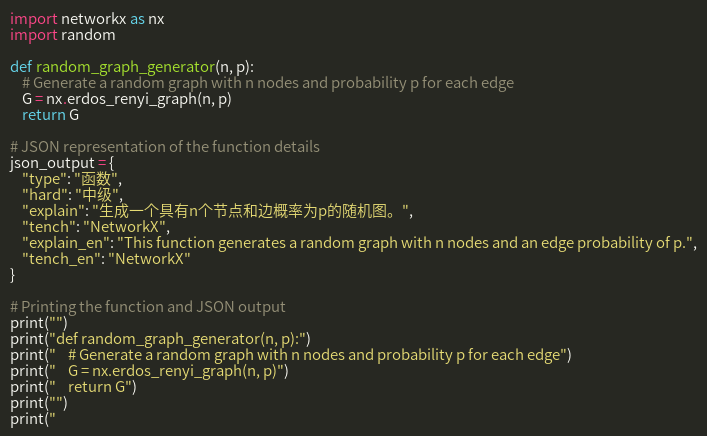 import networkx as nx
import random

def random_graph_generator(n, p):
    # Generate a random graph with n nodes and probability p for each edge
    G = nx.erdos_renyi_graph(n, p)
    return G

# JSON representation of the function details
json_output = {
    "type": "函数",
    "hard": "中级",
    "explain": "生成一个具有n个节点和边概率为p的随机图。",
    "tench": "NetworkX",
    "explain_en": "This function generates a random graph with n nodes and an edge probability of p.",
    "tench_en": "NetworkX"
}

# Printing the function and JSON output
print("")
print("def random_graph_generator(n, p):")
print("    # Generate a random graph with n nodes and probability p for each edge")
print("    G = nx.erdos_renyi_graph(n, p)")
print("    return G")
print("")
print("